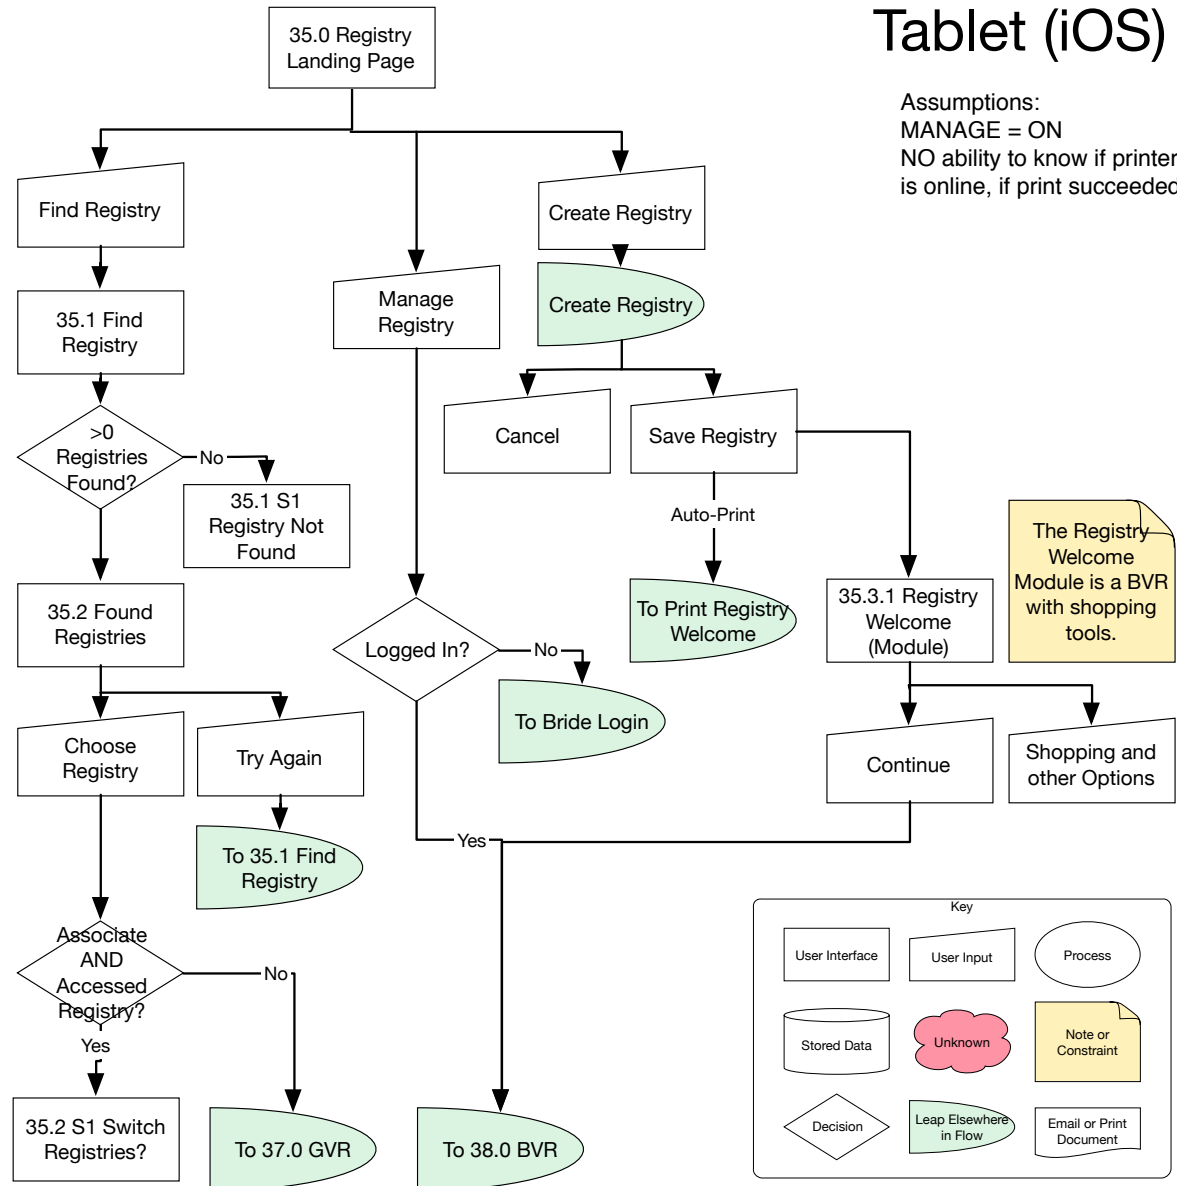 35.0 Registry
Landing Page
Tablet (iOS)
Assumptions:
MANAGE = ON
NO ability to know if printer
is online, if print succeeded
Find Registry
Create Registry
Manage
Registry
Create Registry
35.1 Find
Registry
Cancel
Save Registry
>0
Registries
Found?
No
35.1 S1
Registry Not
Found
Auto-Print
The Registry
Welcome
Module is a BVR
with shopping
tools.
35.2 Found
Registries
Logged In?
No
To Print Registry
Welcome
35.3.1 Registry
Welcome
(Module)
To Bride Login
Choose
Registry
Try Again
Continue
Shopping and
other Options
Yes
To 35.1 Find
Registry
Associate
AND
Accessed
Registry?
No
Yes
35.2 S1 Switch
Registries?
To 37.0 GVR
To 38.0 BVR
Key
User Interface
User Input
Process
Stored Data
Unknown
Note or
Constraint
Decision
Leap Elsewhere
in Flow
Email or Print
Document